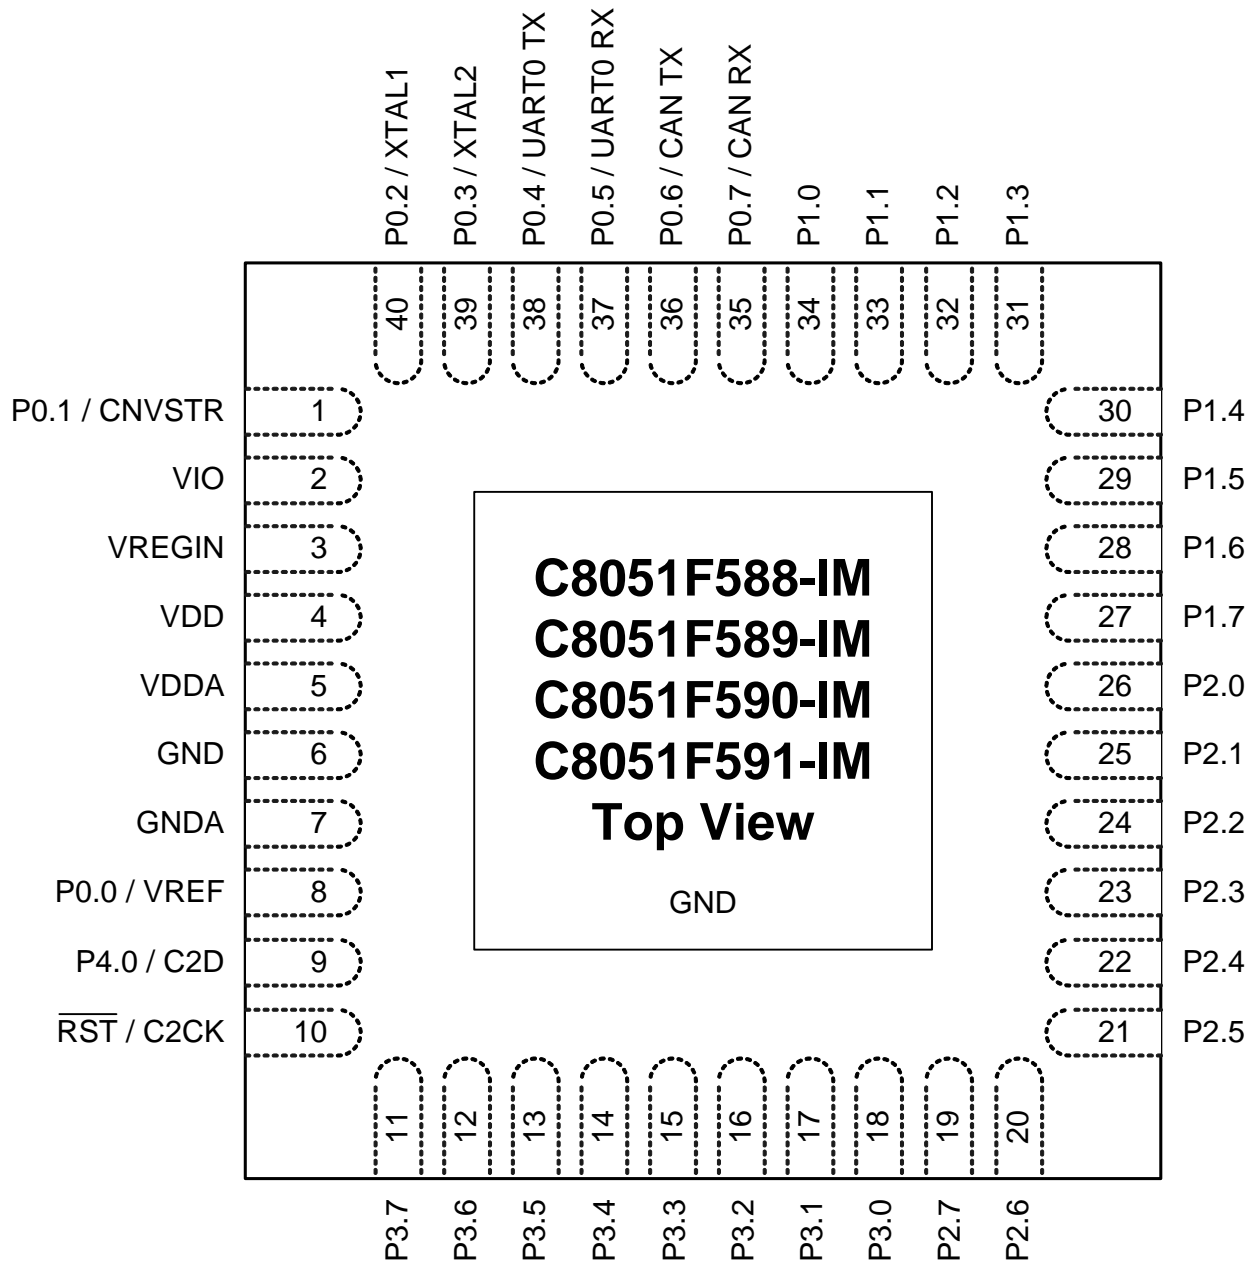 P0.2 / XTAL1
P0.3 / XTAL2
P0.4 / UART0 TX
P0.5 / UART0 RX
P0.6 / CAN TX
P0.7 / CAN RX
P1.0
P1.1
P1.2
P1.3
40
39
38
37
36
35
34
33
32
31
P0.1 / CNVSTR 1
VIO 2
VREGIN 3
VDD 4
VDDA 5
GND 6
GNDA 7
P0.0 / VREF 8
P4.0 / C2D 9
R̅S̅T̅ / C2CK 10
C8051F588-IM
C8051F589-IM
C8051F590-IM
C8051F591-IM
Top View
GND
30 P1.4
29 P1.5
28 P1.6
27 P1.7
26 P2.0
25 P2.1
24 P2.2
23 P2.3
22 P2.4
21 P2.5
11
12
13
14
15
16
17
18
19
20
P3.7
P3.6
P3.5
P3.4
P3.3
P3.2
P3.1
P3.0
P2.7
P2.6